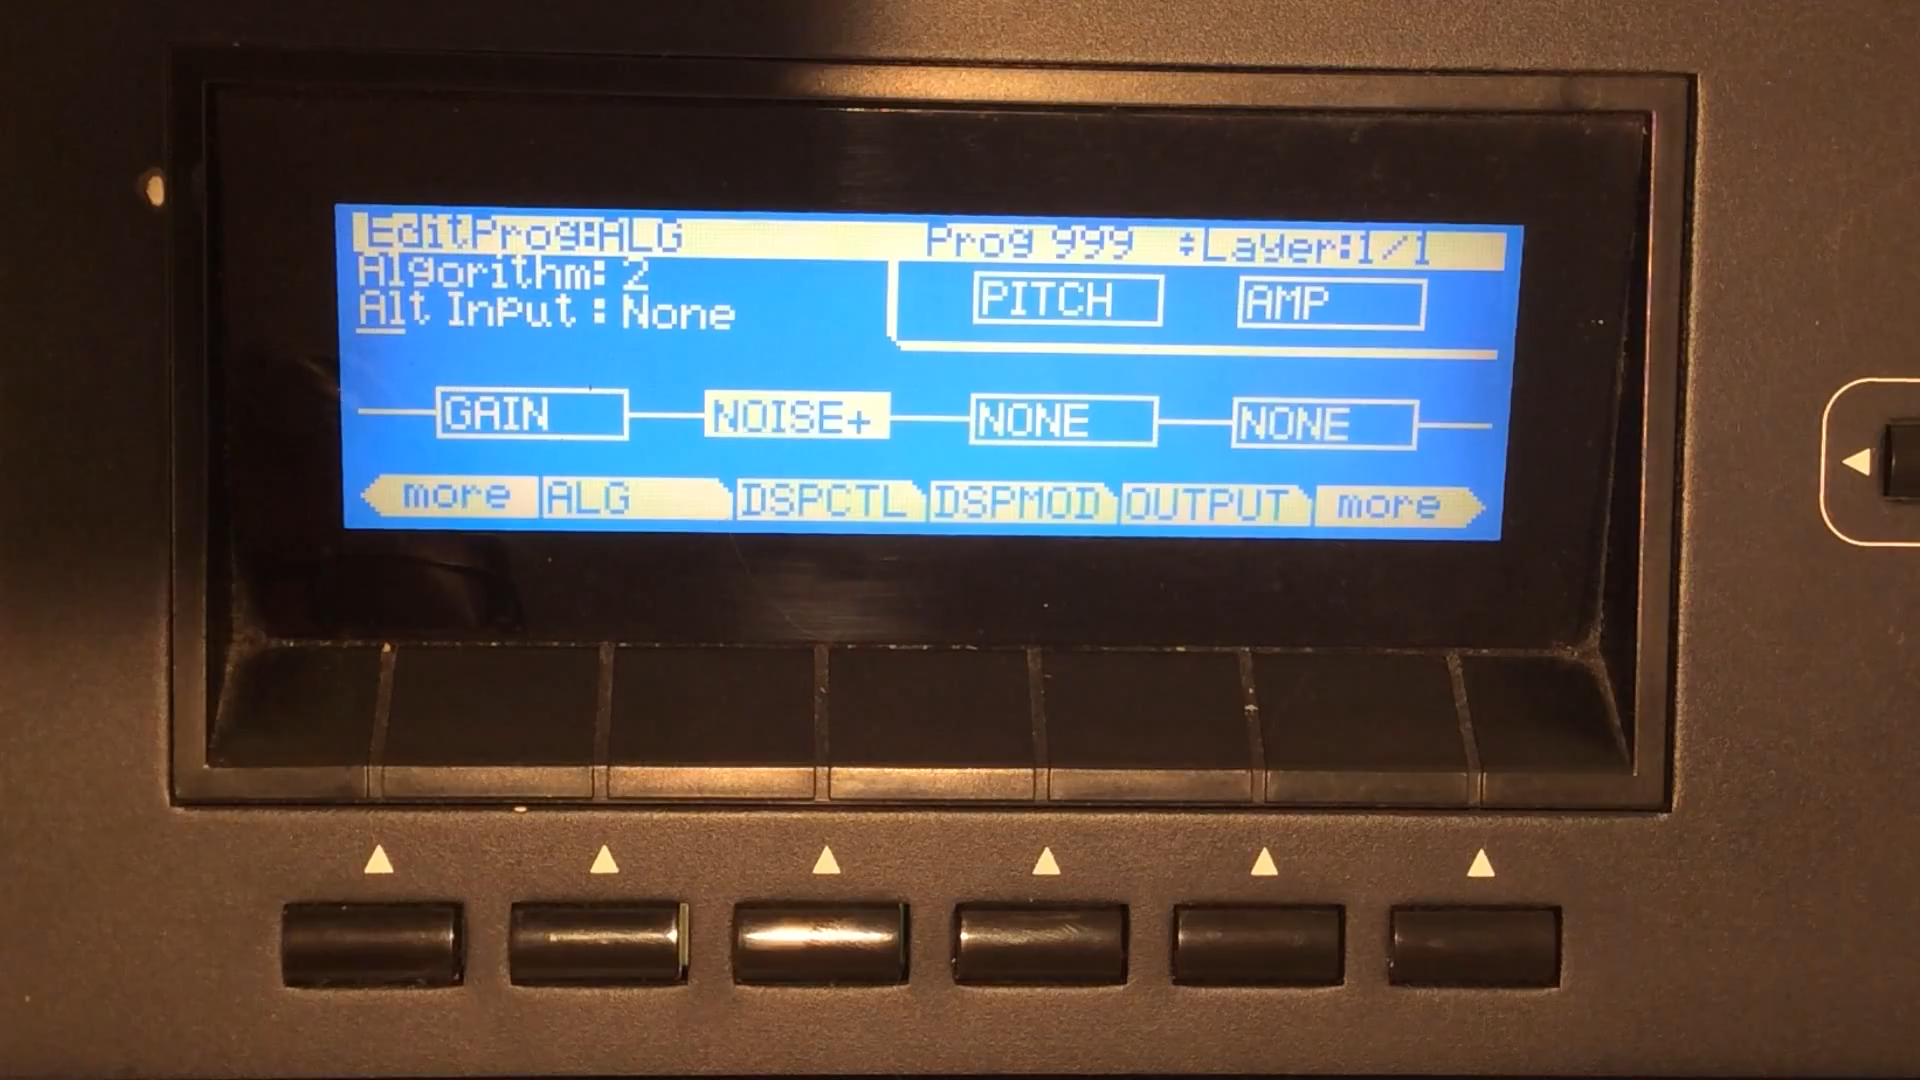 EditProg:ALG Prog 999 Layer:1/1
Algorithm: 2
Alt Input : None
PITCH AMP
GAIN NOISE+ NONE NONE
more ALG DSPCTL DSPMOD OUTPUT more